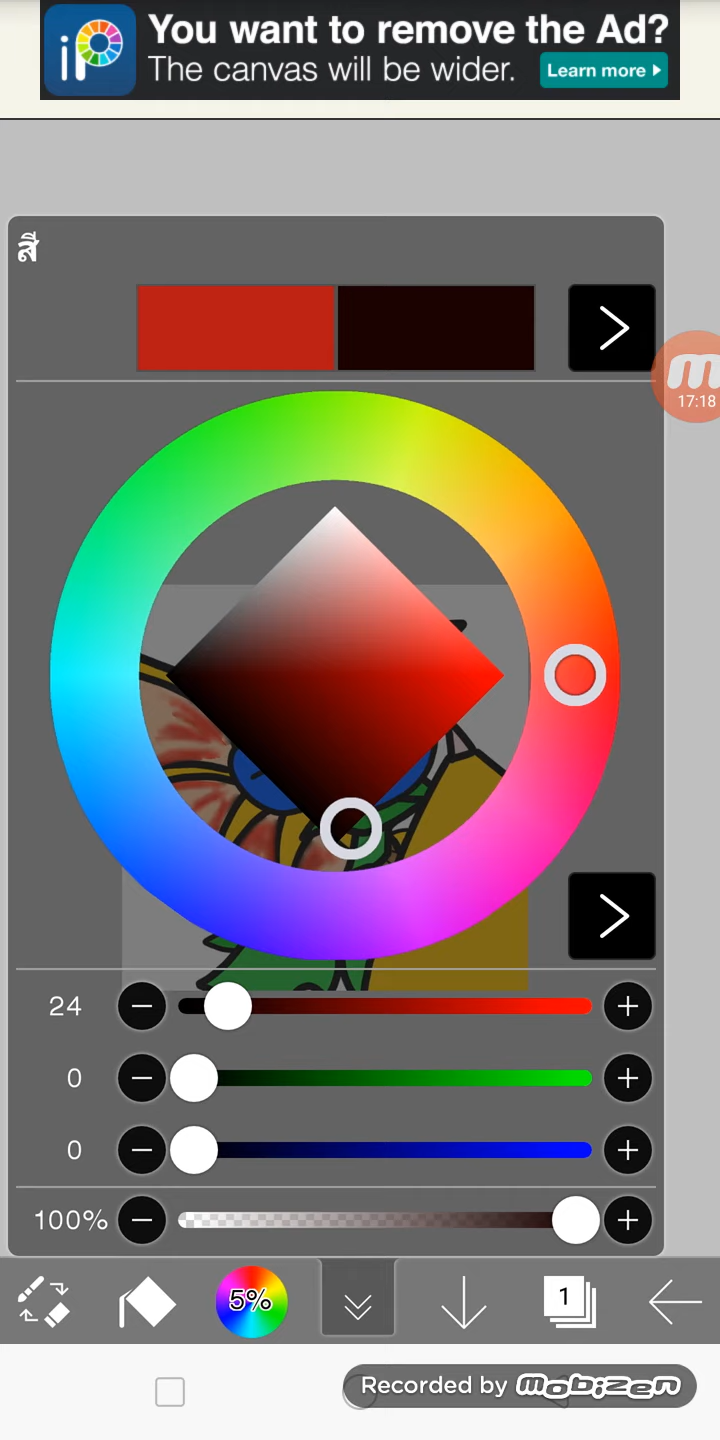 iP
You want to remove the Ad?
The canvas will be wider.
Learn more
สี
m
17:18
24
0
0
100%
5%
1
Recorded by mobizen